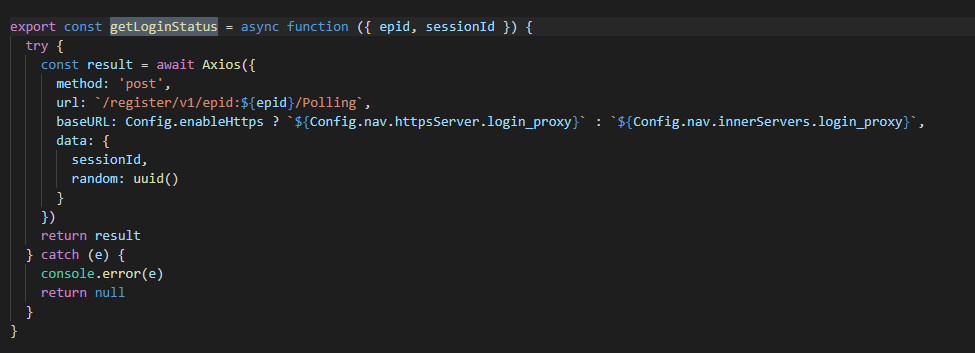 export const getLoginStatus = async function ({ epid, sessionId }) {
try {
const result = await Axios({
method: 'post',
url: `/register/v1/epid:${epid}/Polling`,
baseURL: Config.enableHttps ? `${Config.nav.httpsServer.login_proxy}` : `${Config.nav.innerServers.login_proxy}`,
data: {
sessionId,
random: uuid()
}
})
return result
} catch (e) {
console.error(e)
return null
}
}